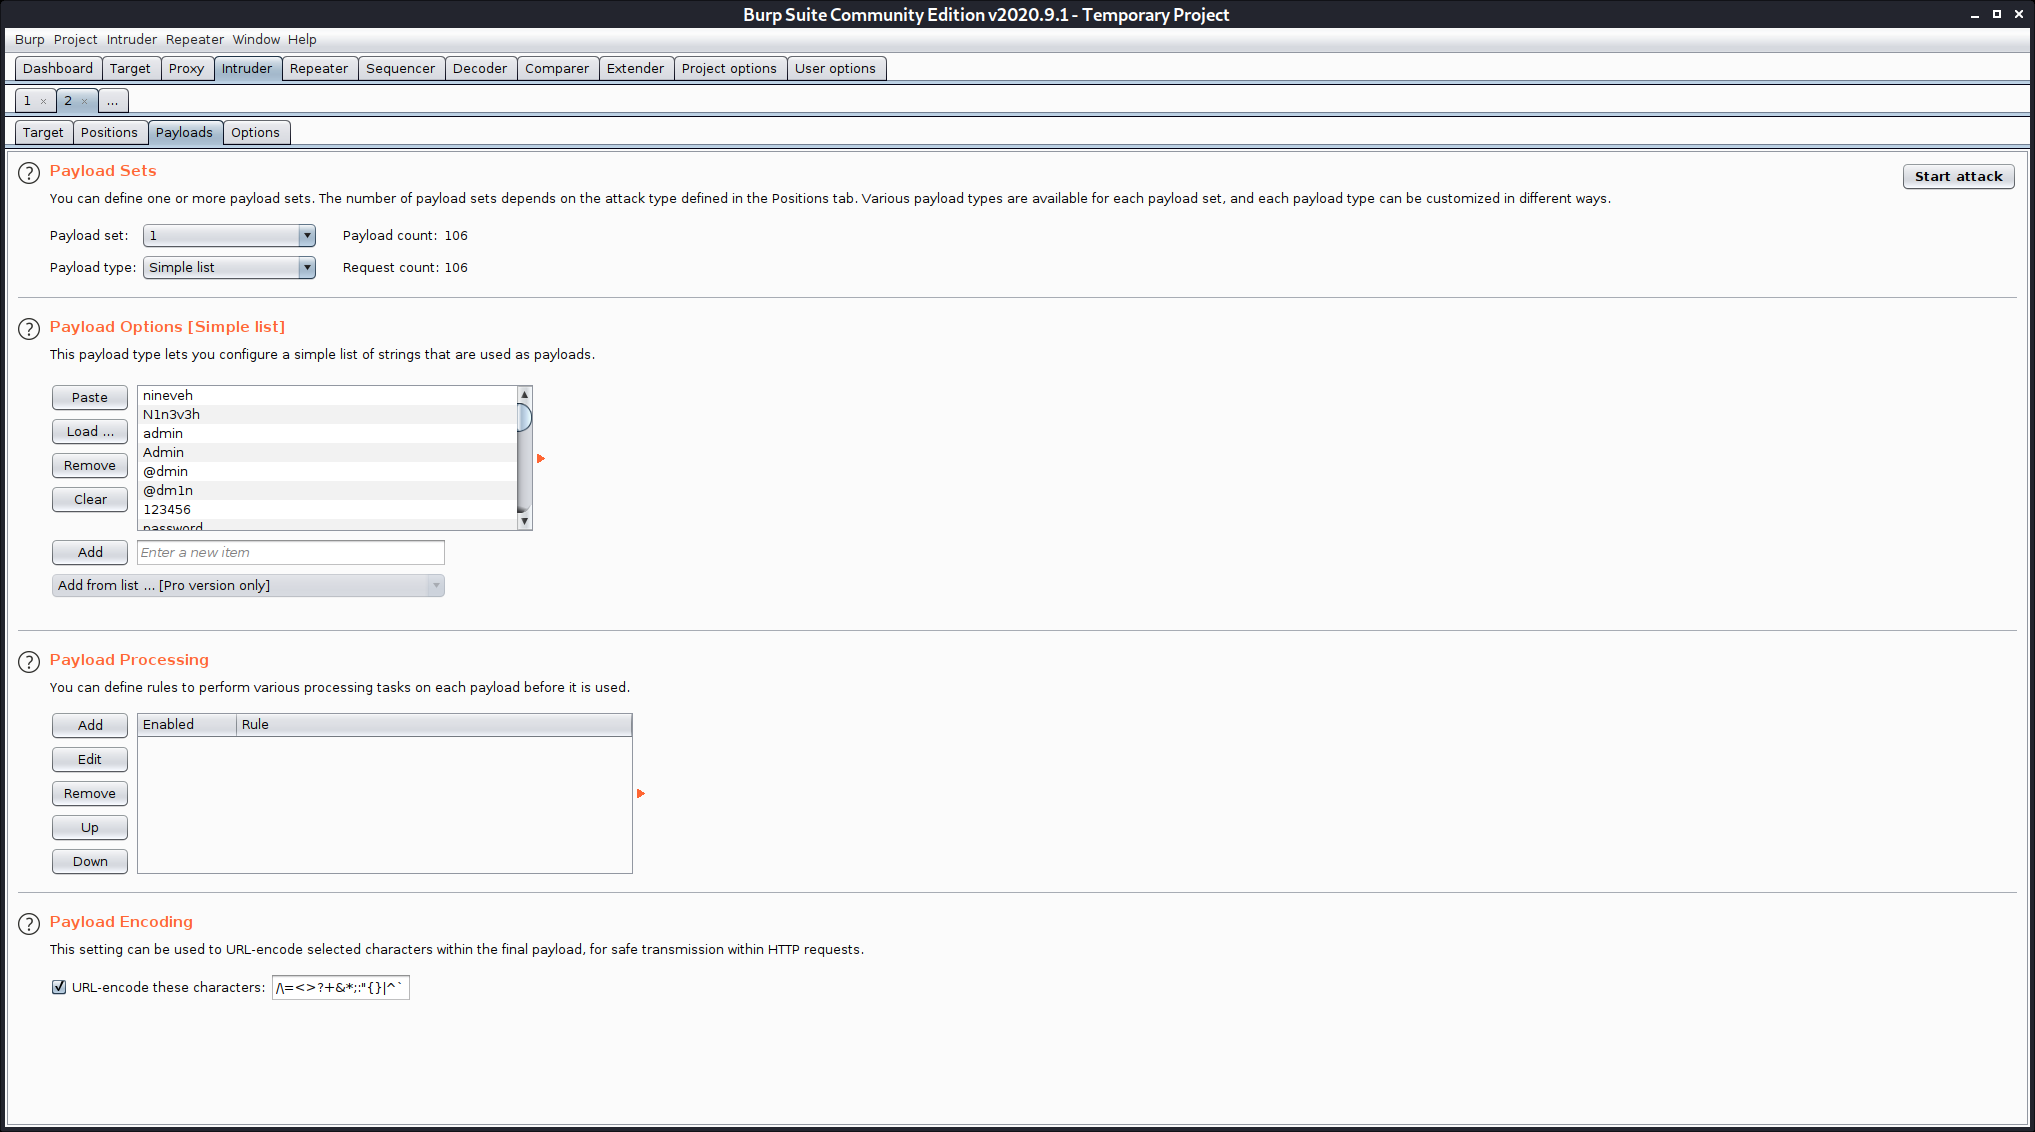 Burp Suite Community Edition v2020.9.1 - Temporary Project
Burp Project Intruder Repeater Window Help
Dashboard Target Proxy Intruder Repeater Sequencer Decoder Comparer Extender Project options User options
1 × 2 × ...
Target Positions Payloads Options
? Payload Sets
Start attack
You can define one or more payload sets. The number of payload sets depends on the attack type defined in the Positions tab. Various payload types are available for each payload set, and each payload type can be customized in different ways.
Payload set: 1 Payload count: 106
Payload type: Simple list Request count: 106
? Payload Options [Simple list]
This payload type lets you configure a simple list of strings that are used as payloads.
Paste
Load ...
Remove
Clear
nineveh
N1n3v3h
admin
Admin
@dmin
@dm1n
123456
password
Add Enter a new item
Add from list ... [Pro version only]
? Payload Processing
You can define rules to perform various processing tasks on each payload before it is used.
Add
Edit
Remove
Up
Down
Enabled Rule
? Payload Encoding
This setting can be used to URL-encode selected characters within the final payload, for safe transmission within HTTP requests.
URL-encode these characters: /\=<>?+&*;:"{}|^`